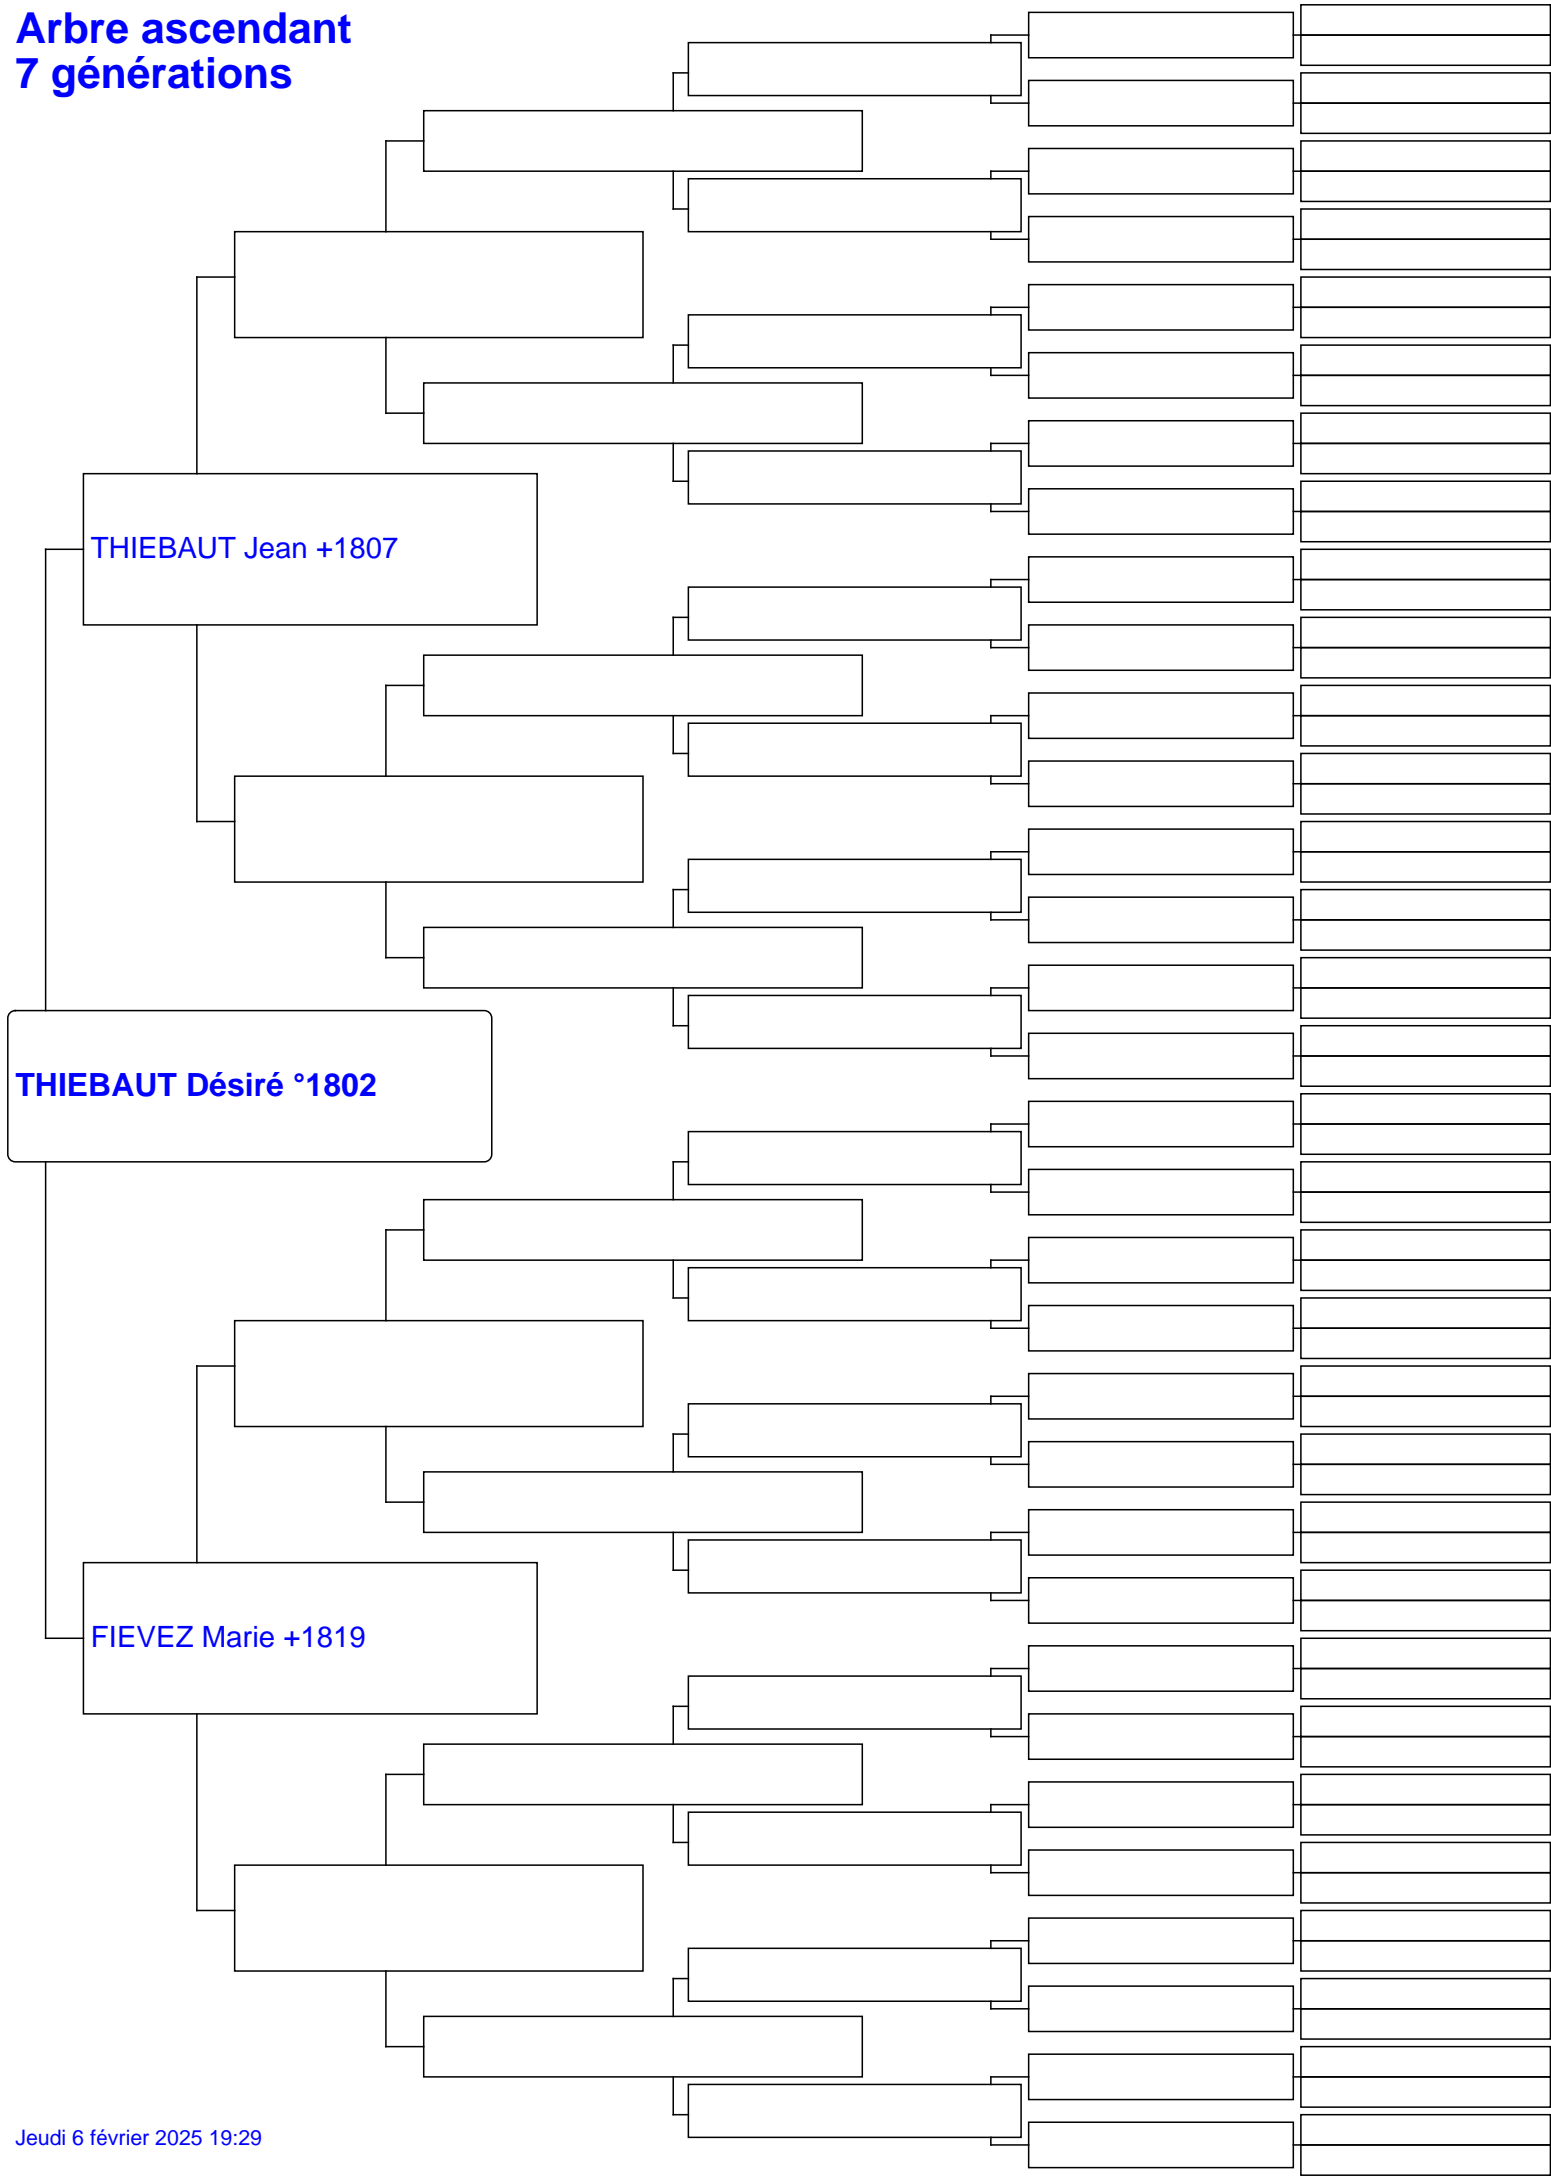 Arbre ascendant
7 générations
THIEBAUT Jean +1807
THIEBAUT Désiré °1802
FIEVEZ Marie +1819
Jeudi 6 février 2025 19:29